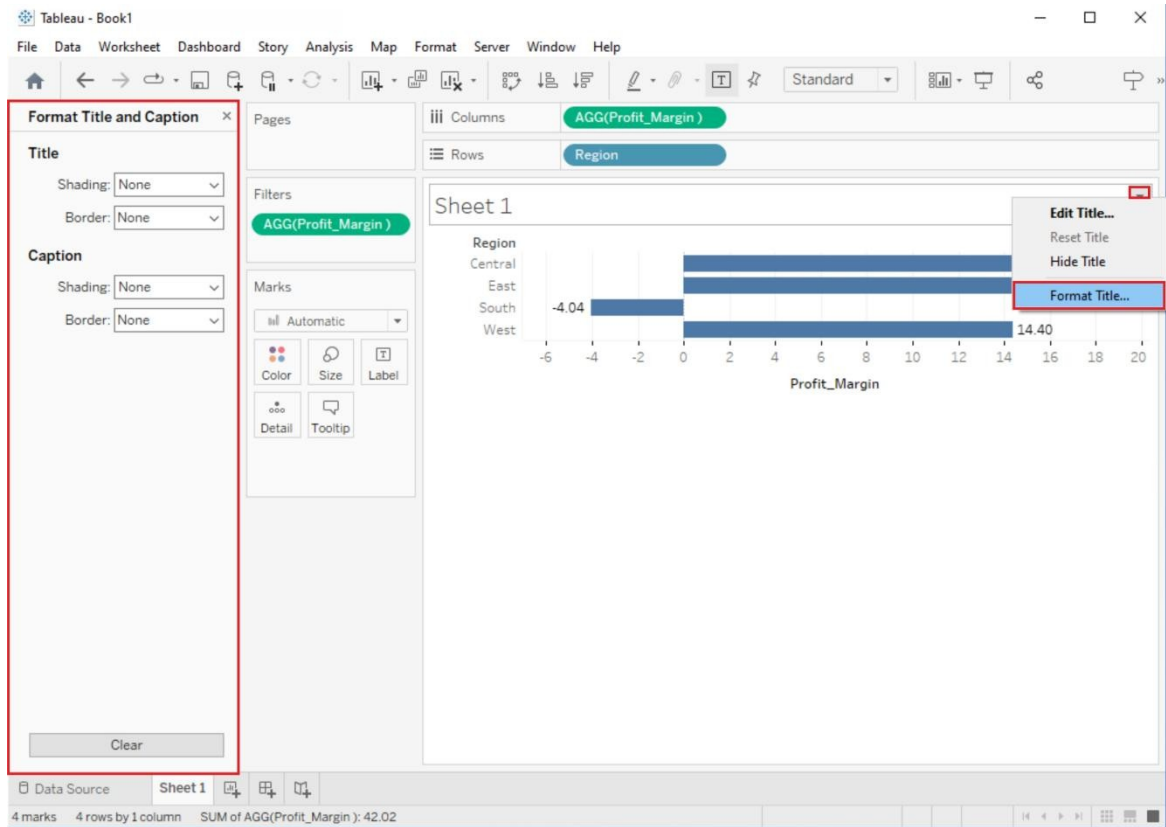 Tableau - Book1
File Data Worksheet Dashboard Story Analysis Map Format Server Window Help
Standard
Format Title and Caption
Title
Shading: None
Border: None
Caption
Shading: None
Border: None
Clear
Pages
Filters
AGG(Profit_Margin )
Marks
Automatic
Color Size Label
Detail Tooltip
Columns AGG(Profit_Margin )
Rows Region
Sheet 1
Edit Title...
Reset Title
Hide Title
Format Title...
Region
Central
East
South -4.04
West 14.40
-6 -4 -2 0 2 4 6 8 10 12 14 16 18 20
Profit_Margin
Data Source Sheet 1
4 marks 4 rows by 1 column SUM of AGG(Profit_Margin ): 42.02